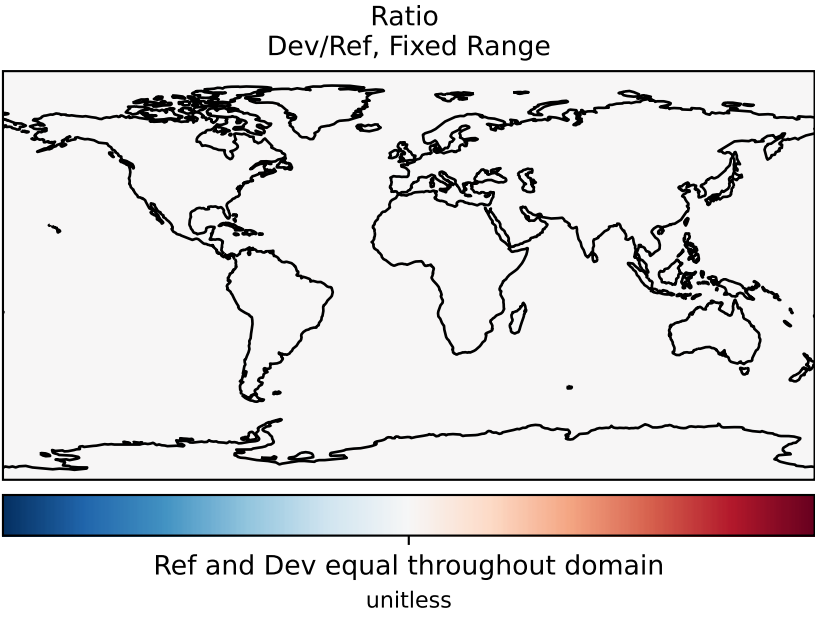 Ratio
Dev/Ref, Fixed Range
Ref and Dev equal throughout domain
unitless